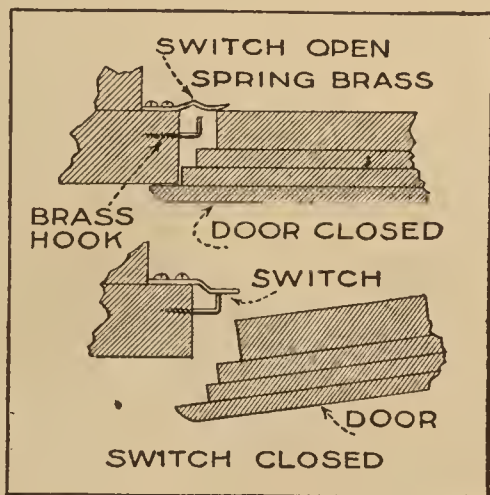 SWITCH OPEN
SPRING BRASS
BRASS
HOOK
DOOR CLOSED
SWITCH
DOOR
SWITCH CLOSED